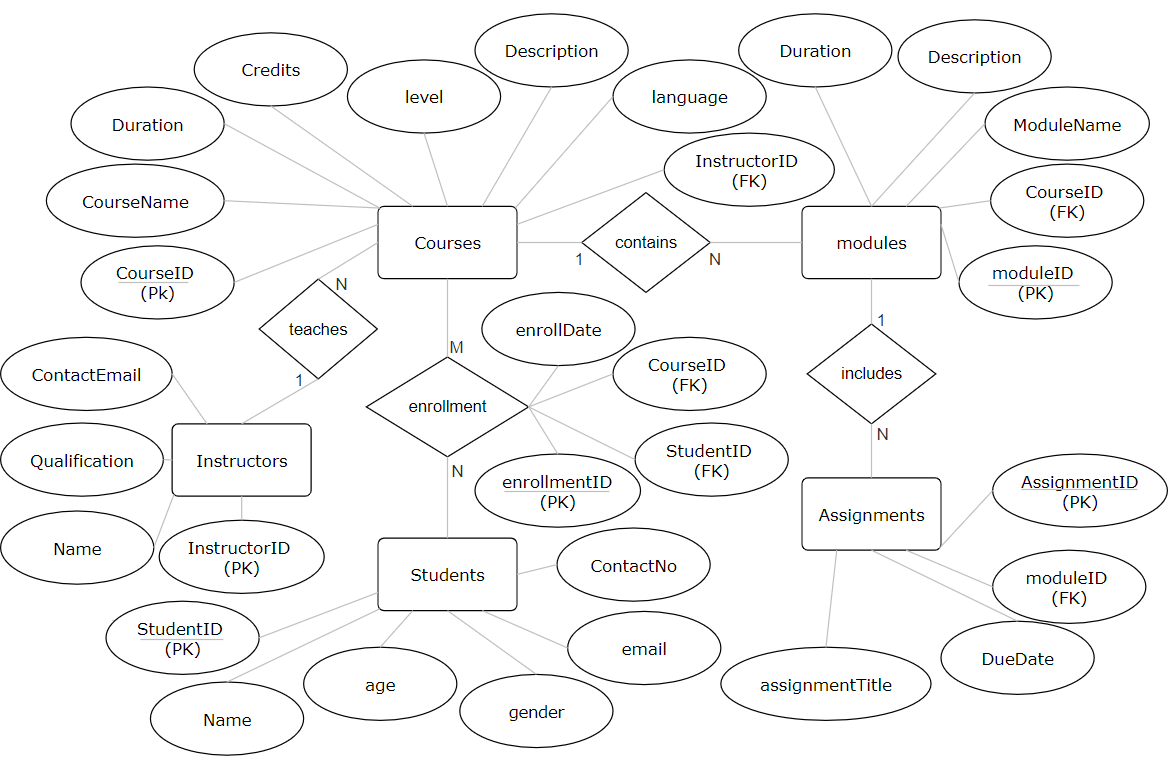 Description
Duration
Description
Credits
level
language
Duration
ModuleName
InstructorID
(FK)
CourseName
CourseID
(FK)
Courses
contains
modules
1
N
CourseID
(Pk)
moduleID
(PK)
N
teaches
1
enrollDate
1
M
CourseID
(FK)
includes
ContactEmail
enrollment
N
Qualification
Instructors
StudentID
(FK)
N
enrollmentID
(PK)
AssignmentID
(PK)
Assignments
Name
InstructorID
(PK)
Students
ContactNo
moduleID
(FK)
StudentID
(PK)
email
DueDate
age
assignmentTitle
Name
gender